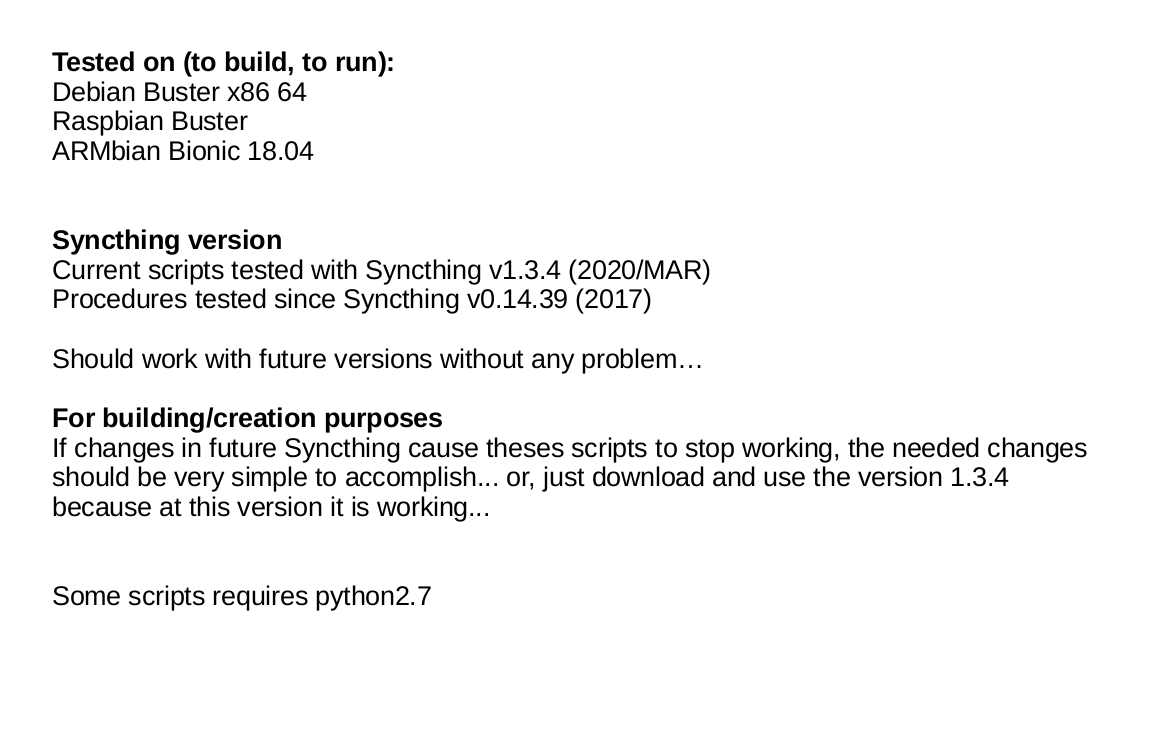 Tested on (to build, to run):
Debian Buster x86 64
Raspbian Buster
ARMbian Bionic 18.04
Syncthing version
Current scripts tested with Syncthing v1.3.4 (2020/MAR)
Procedures tested since Syncthing v0.14.39 (2017)
Should work with future versions without any problem…
For building/creation purposes
If changes in future Syncthing cause theses scripts to stop working, the needed changes
should be very simple to accomplish... or, just download and use the version 1.3.4
because at this version it is working...
Some scripts requires python2.7